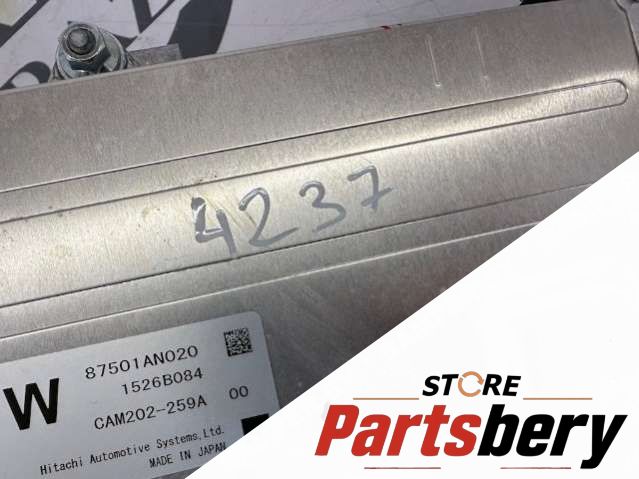 4237
W
87501AN020
1526B084
CAM202-259A 00
Hitachi Automotive Systems,Ltd.
MADE IN JAPAN
STORE
Partsbery